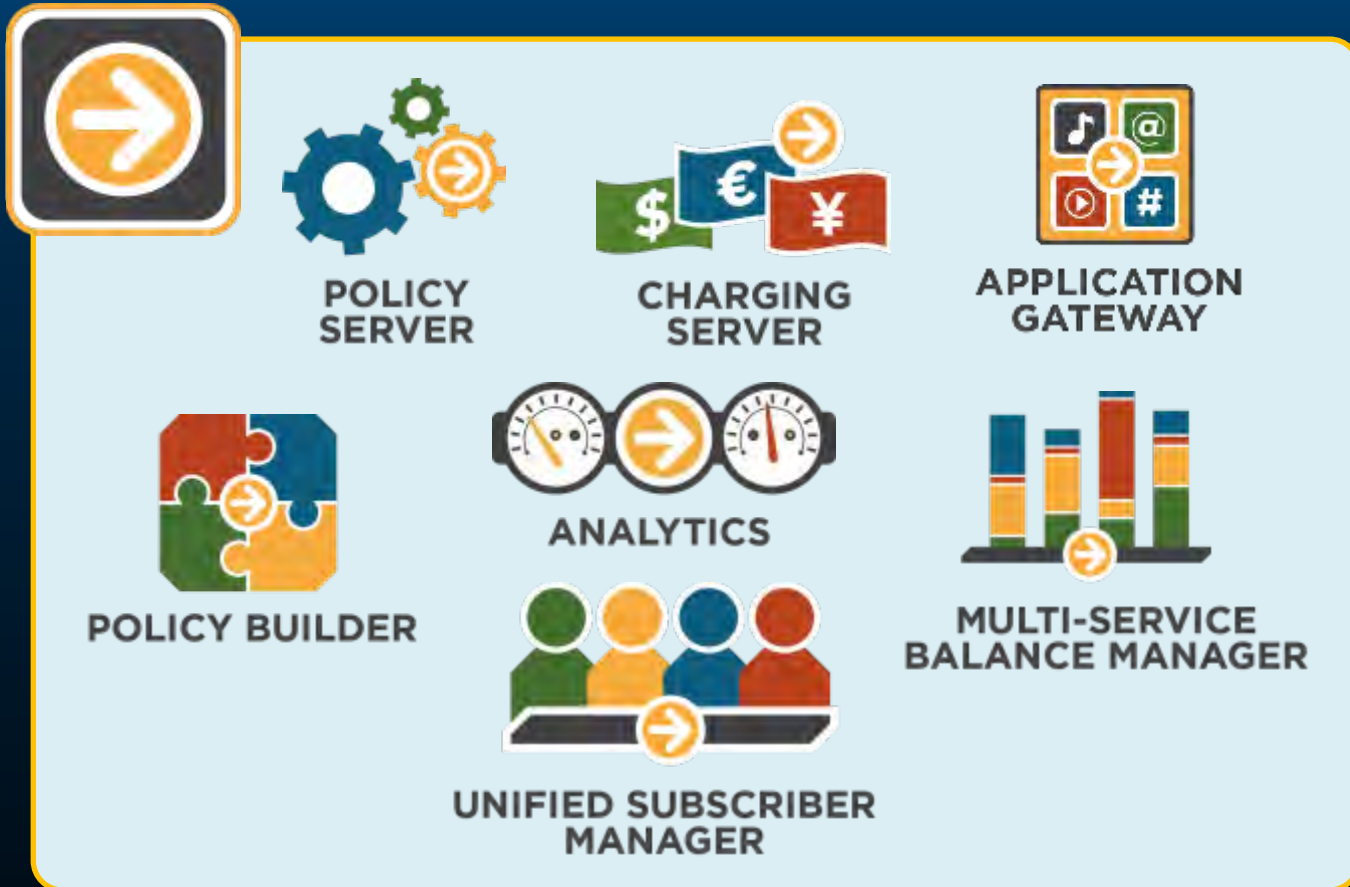 $
€
¥
@
#
POLICY
SERVER
CHARGING
SERVER
APPLICATION
GATEWAY
ANALYTICS
POLICY BUILDER
MULTI-SERVICE
BALANCE MANAGER
UNIFIED SUBSCRIBER
MANAGER